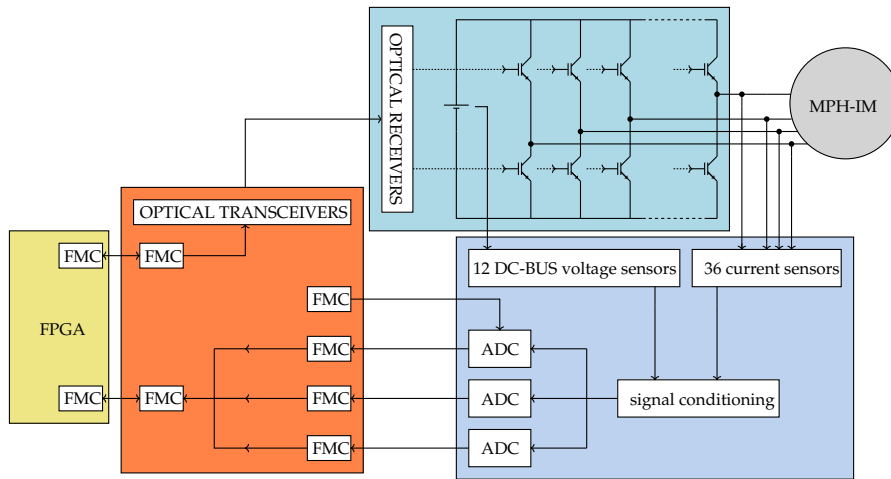 OPTICAL RECEIVERS
MPH-IM
OPTICAL TRANSCEIVERS
FMC
FMC
12 DC-BUS voltage sensors
36 current sensors
FMC
FPGA
FMC
ADC
FMC
FMC
FMC
ADC
signal conditioning
FMC
ADC